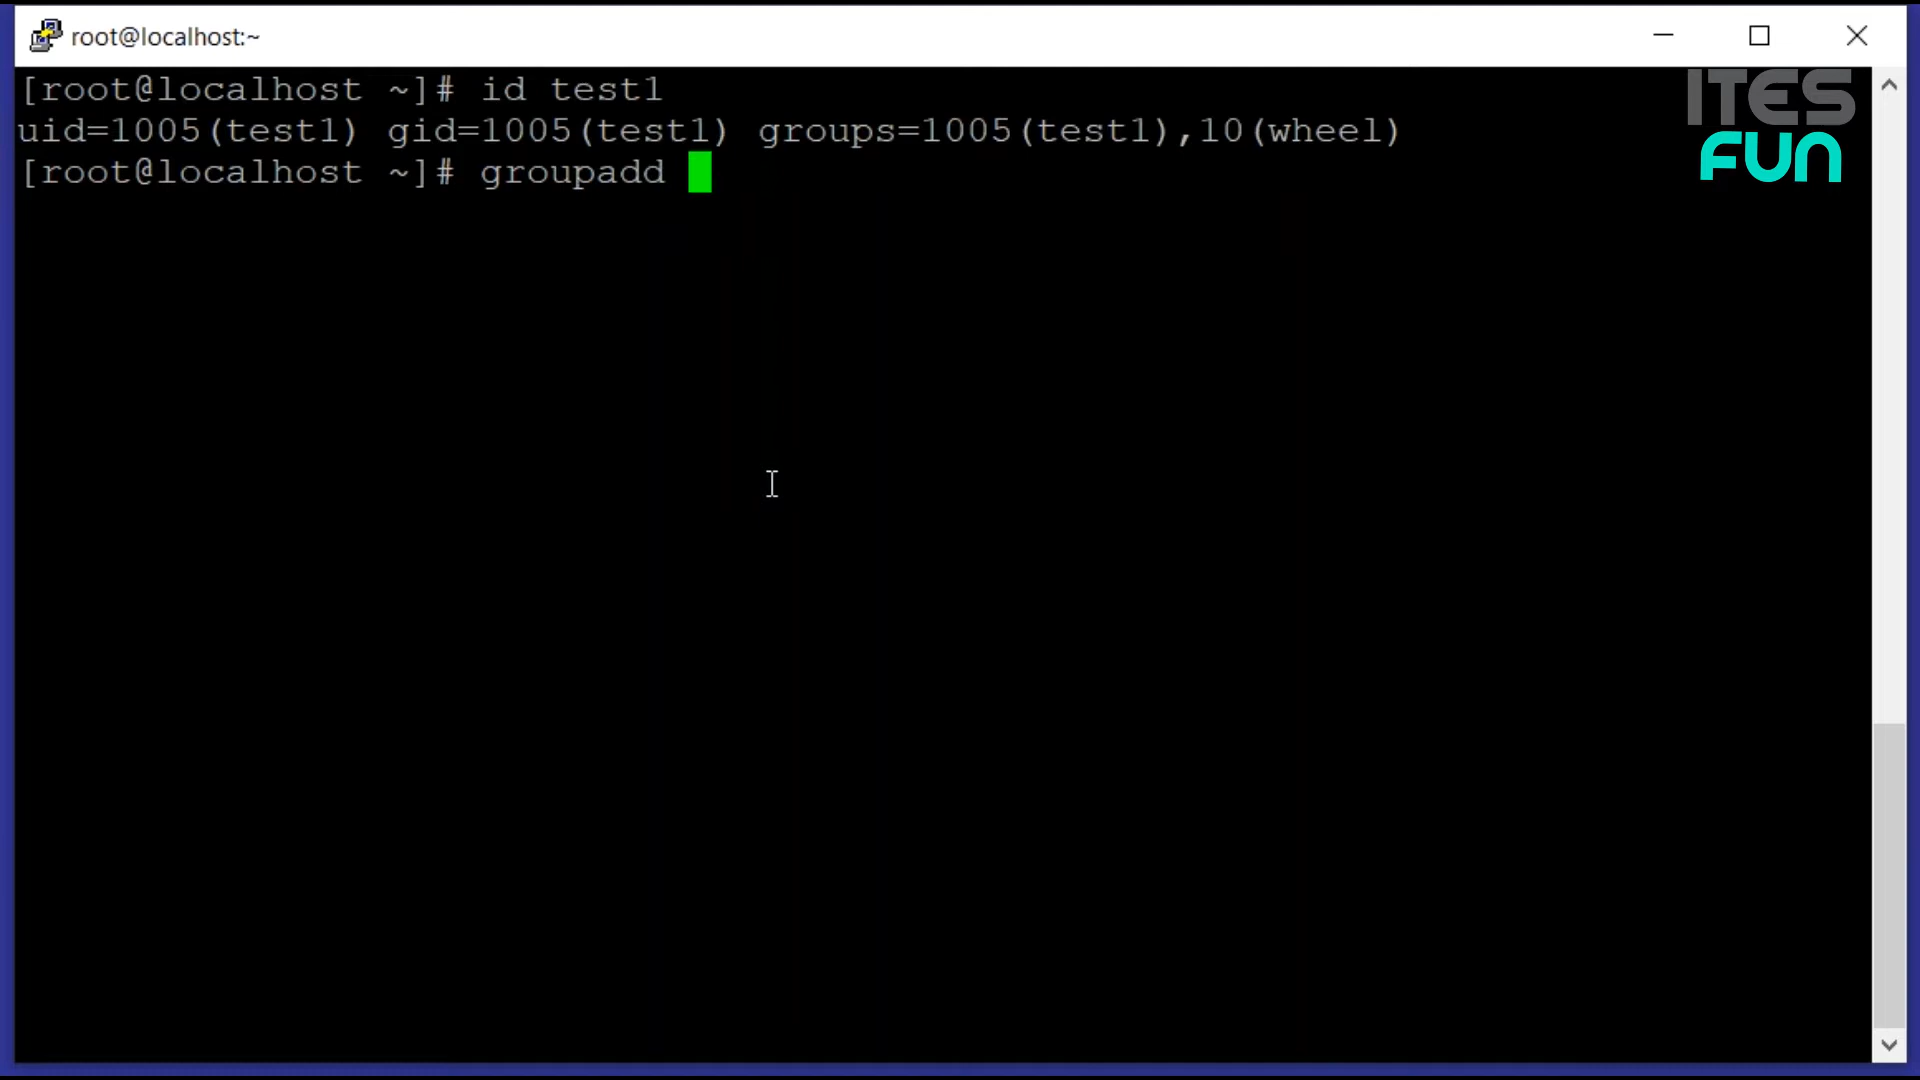 root@localhost:~
[root@localhost ~]# id test1
uid=1005(test1) gid=1005(test1) groups=1005(test1),10(wheel)
[root@localhost ~]# groupadd
ITES
FUN